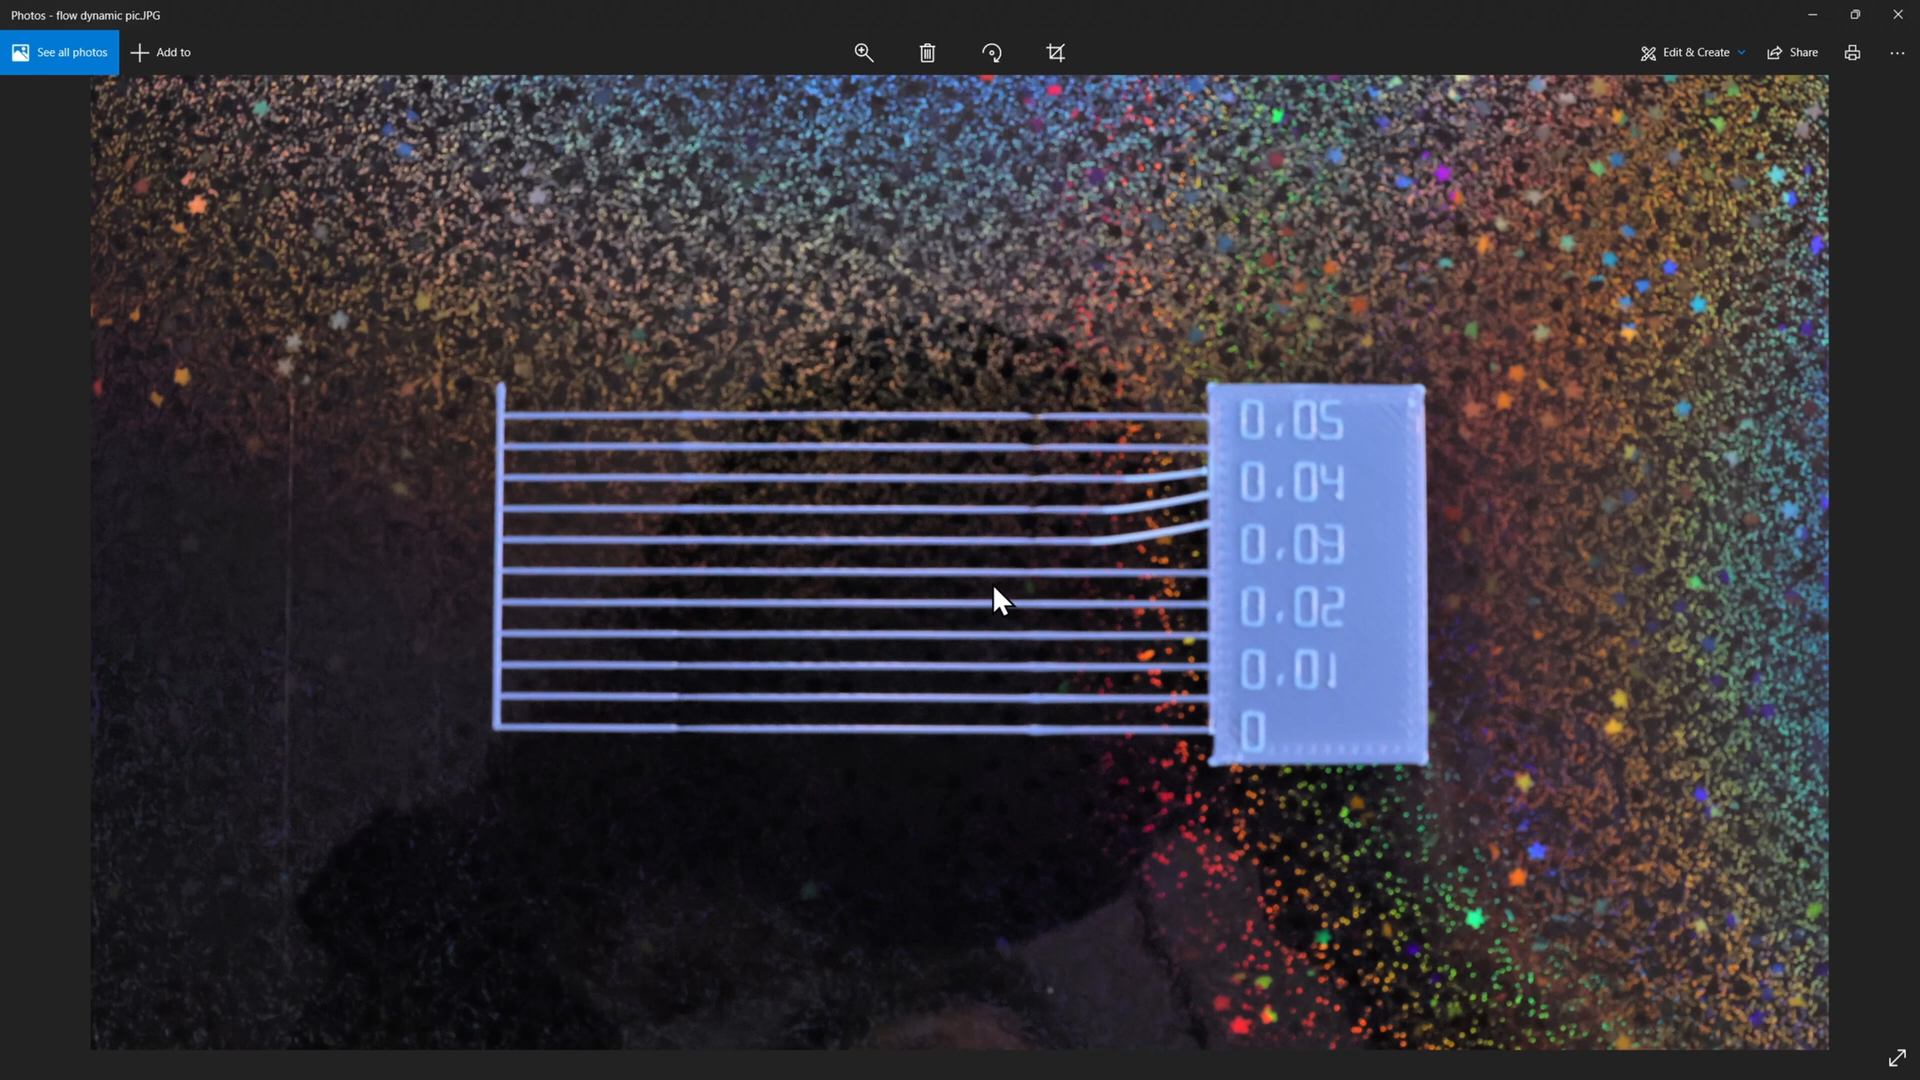 Photos - flow dynamic pic.JPG
See all photos
Add to
Edit & Create
Share
0.05
0.04
0.03
0.02
0.01
0